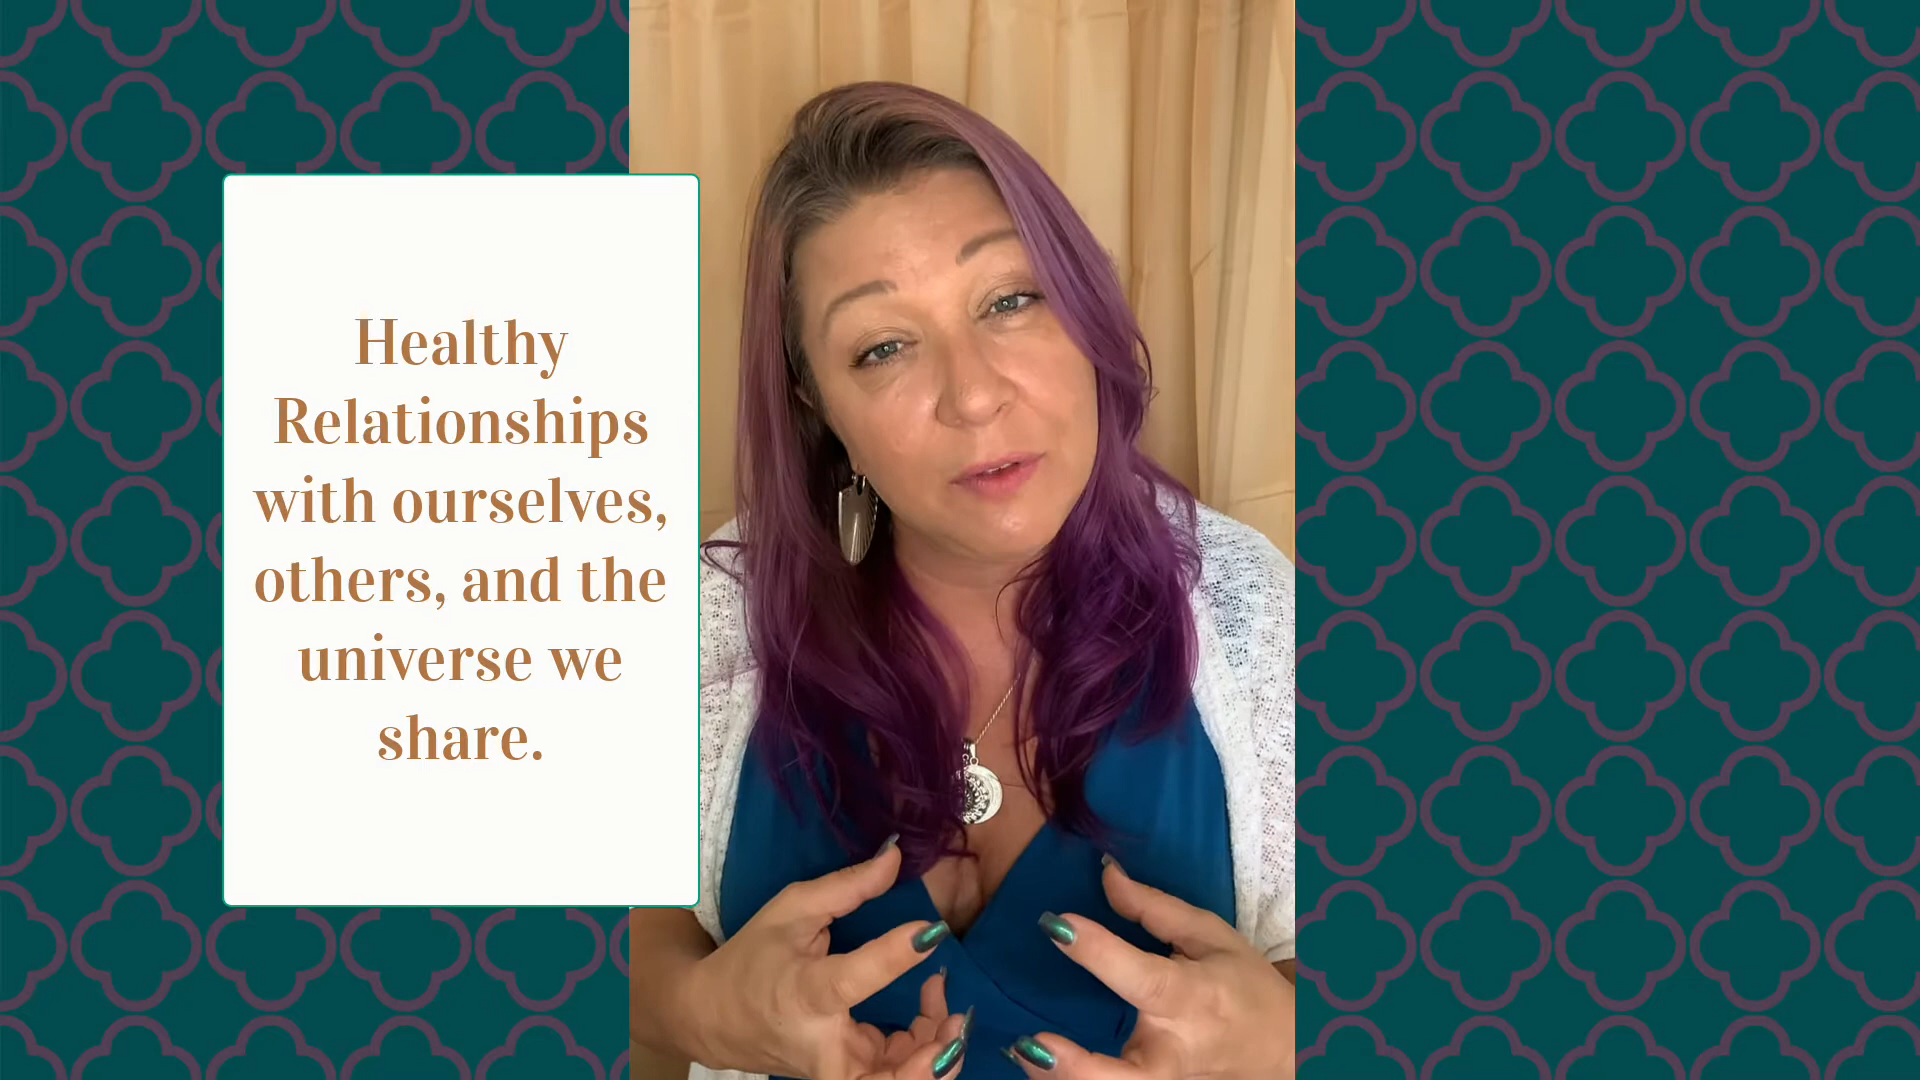 Healthy
Relationships
with ourselves,
others, and the
universe we
share.